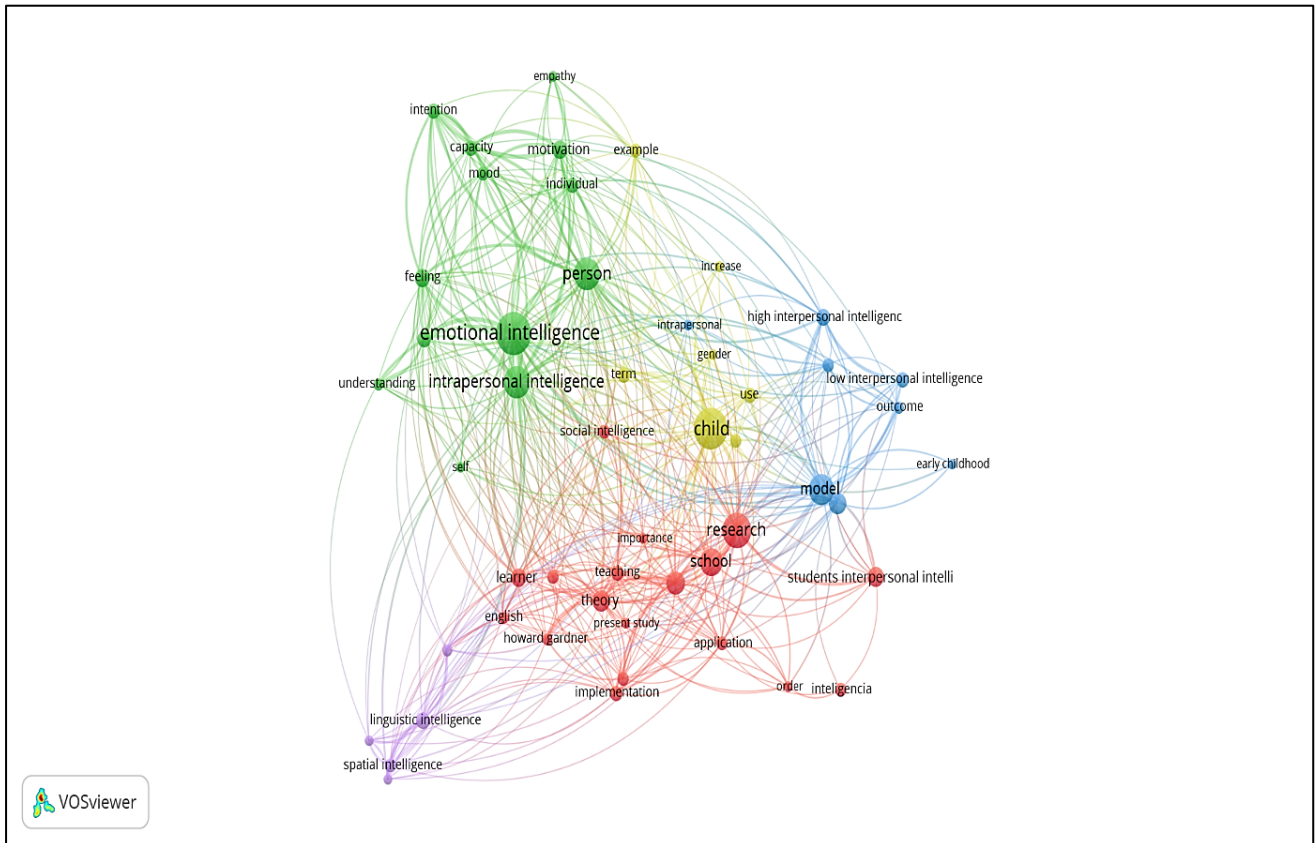 empathy
intention
capacity
motivation
example
mood
individual
feeling
person
increase
high interpersonal intelligenc
intrapersonal
emotional intelligence
gender
term
low interpersonal intelligence
understanding
intrapersonal intelligence
use
outcome
social intelligence
child
self
early childhood
model
research
importance
school
learner
teaching
students interpersonal intelli
theory
english
present study
howard gardner
application
order
inteligencia
implementation
linguistic intelligence
spatial intelligence
VOSviewer